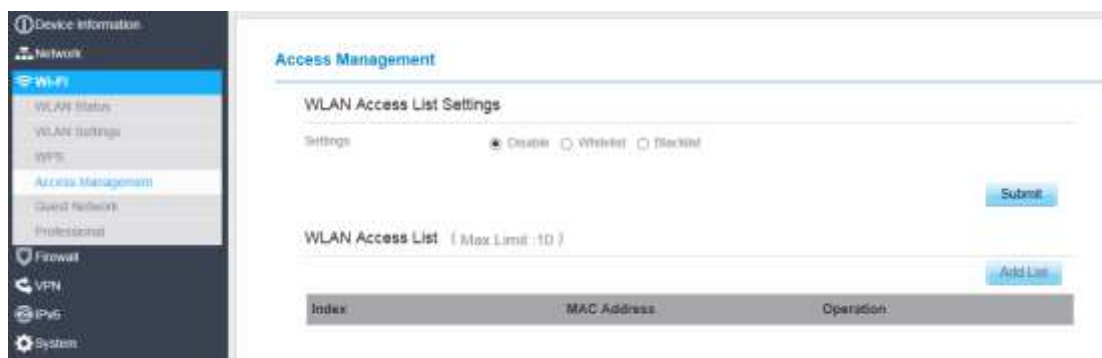 Device Information
Network
Wi-Fi
WLAN Status
WLAN Settings
WPS
Access Management
Guest Network
Professional
Firewall
VPN
IPv6
System
Access Management
WLAN Access List Settings
Settings Disable Whitelist Blacklist
Submit
WLAN Access List ( Max Limit :10 )
Add List
Index MAC Address Operation